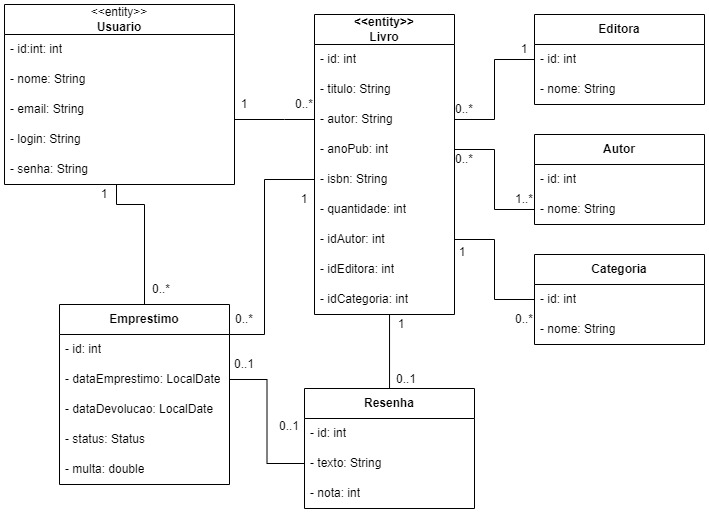 <<entity>>
Usuario
- id:int: int
- nome: String
- email: String
- login: String
- senha: String
1
0..*
1
0..*
<<entity>>
Livro
- id: int
- titulo: String
- autor: String
- anoPub: int
- isbn: String
- quantidade: int
- idAutor: int
- idEditora: int
- idCategoria: int
1
0..*
1
0..*
0..*
1..*
1
0..*
1
0..1
Editora
- id: int
- nome: String
Autor
- id: int
- nome: String
Categoria
- id: int
- nome: String
Emprestimo
- id: int
- dataEmprestimo: LocalDate
- dataDevolucao: LocalDate
- status: Status
- multa: double
0..1
0..1
Resenha
- id: int
- texto: String
- nota: int